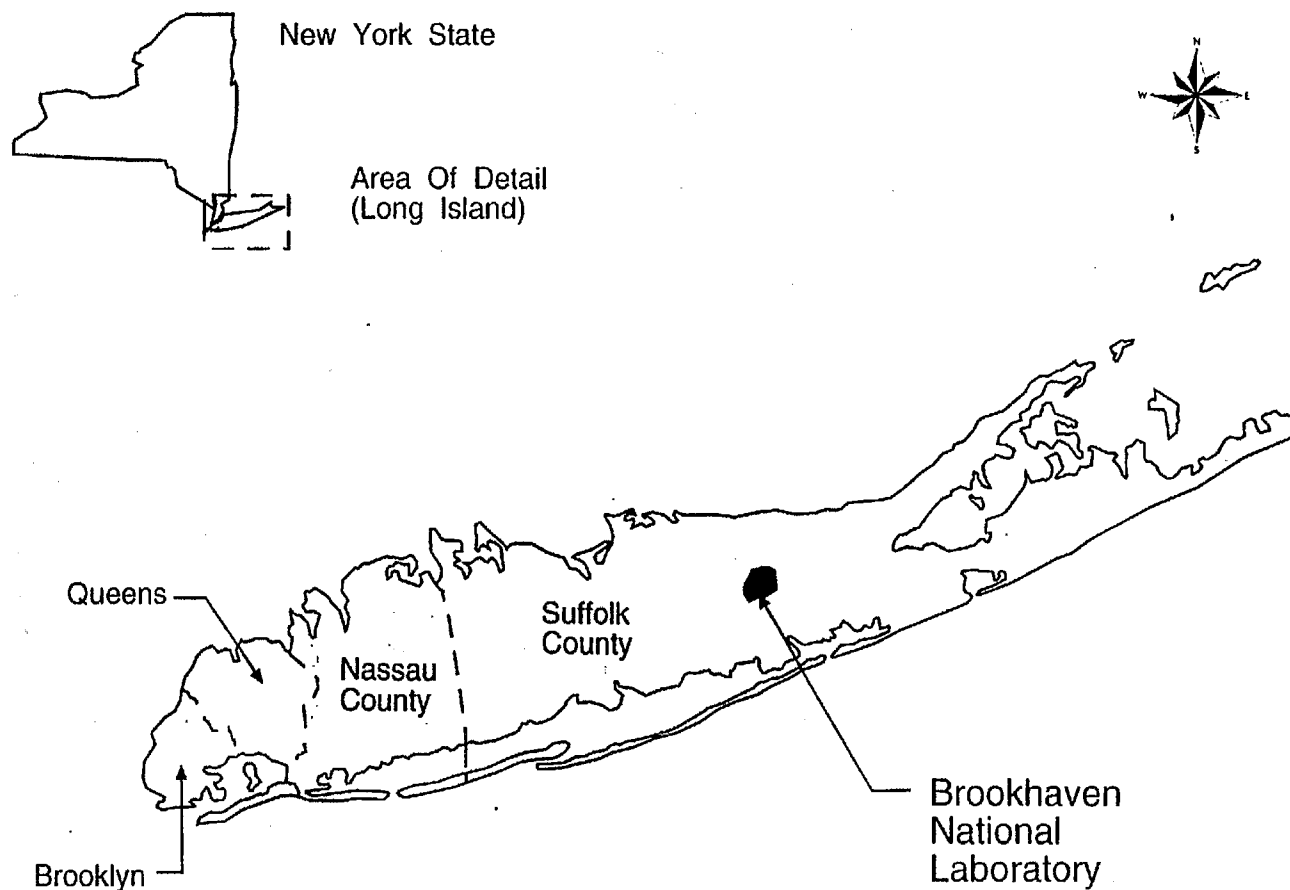 New York State
N
W E
S
Area Of Detail
(Long Island)
Queens
Suffolk
County
Nassau
County
Brookhaven
National
Laboratory
Brooklyn